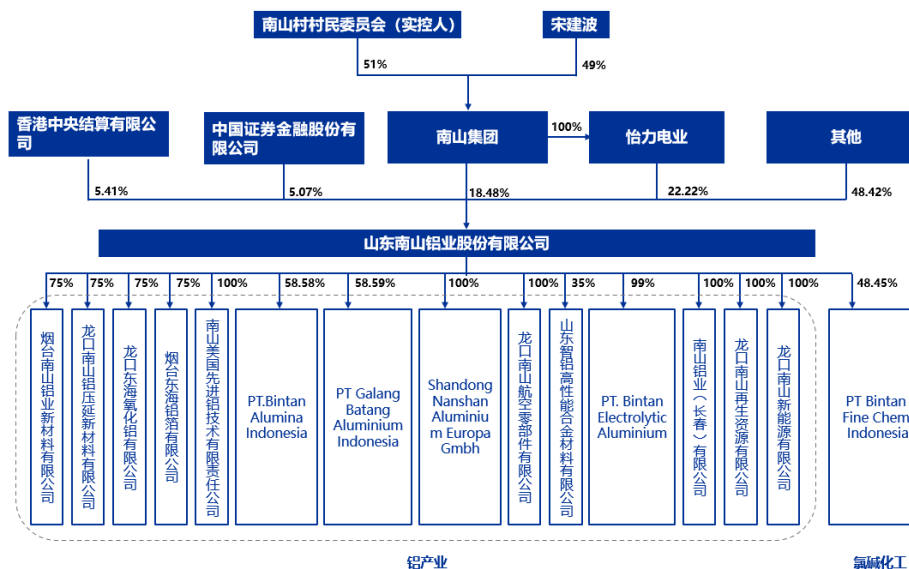 南山村村民委员会（实控人）
宋建波
51%
49%
香港中央结算有限公
司
中国证券金融股份有
限公司
南山集团
100%
怡力电业
其他
5.41%
5.07%
18.48%
22.22%
48.42%
山东南山铝业股份有限公司
75%
75%
75%
75%
100%
58.58%
58.59%
100%
100%
35%
99%
100%
100%
100%
48.45%
烟台南山铝业新材料有限公司
龙口南山铝压延新材料有限公司
龙口东海氧化铝有限公司
烟台东海铝箔有限公司
南山美国先进铝技术有限责任公司
PT.Bintan
Alumina
Indonesia
PT Galang
Batang
Aluminium
Indonesia
Shandong
Nanshan
Aluminiu
m Europa
Gmbh
龙口南山航空零部件有限公司
山东智铝高性能合金材料有限公司
PT. Bintan
Electrolytic
Aluminium
南山铝业（长春）有限公司
龙口南山再生资源有限公司
龙口南山新能源有限公司
PT Bintan
Fine Chem
Indonesia
铝产业
氯碱化工